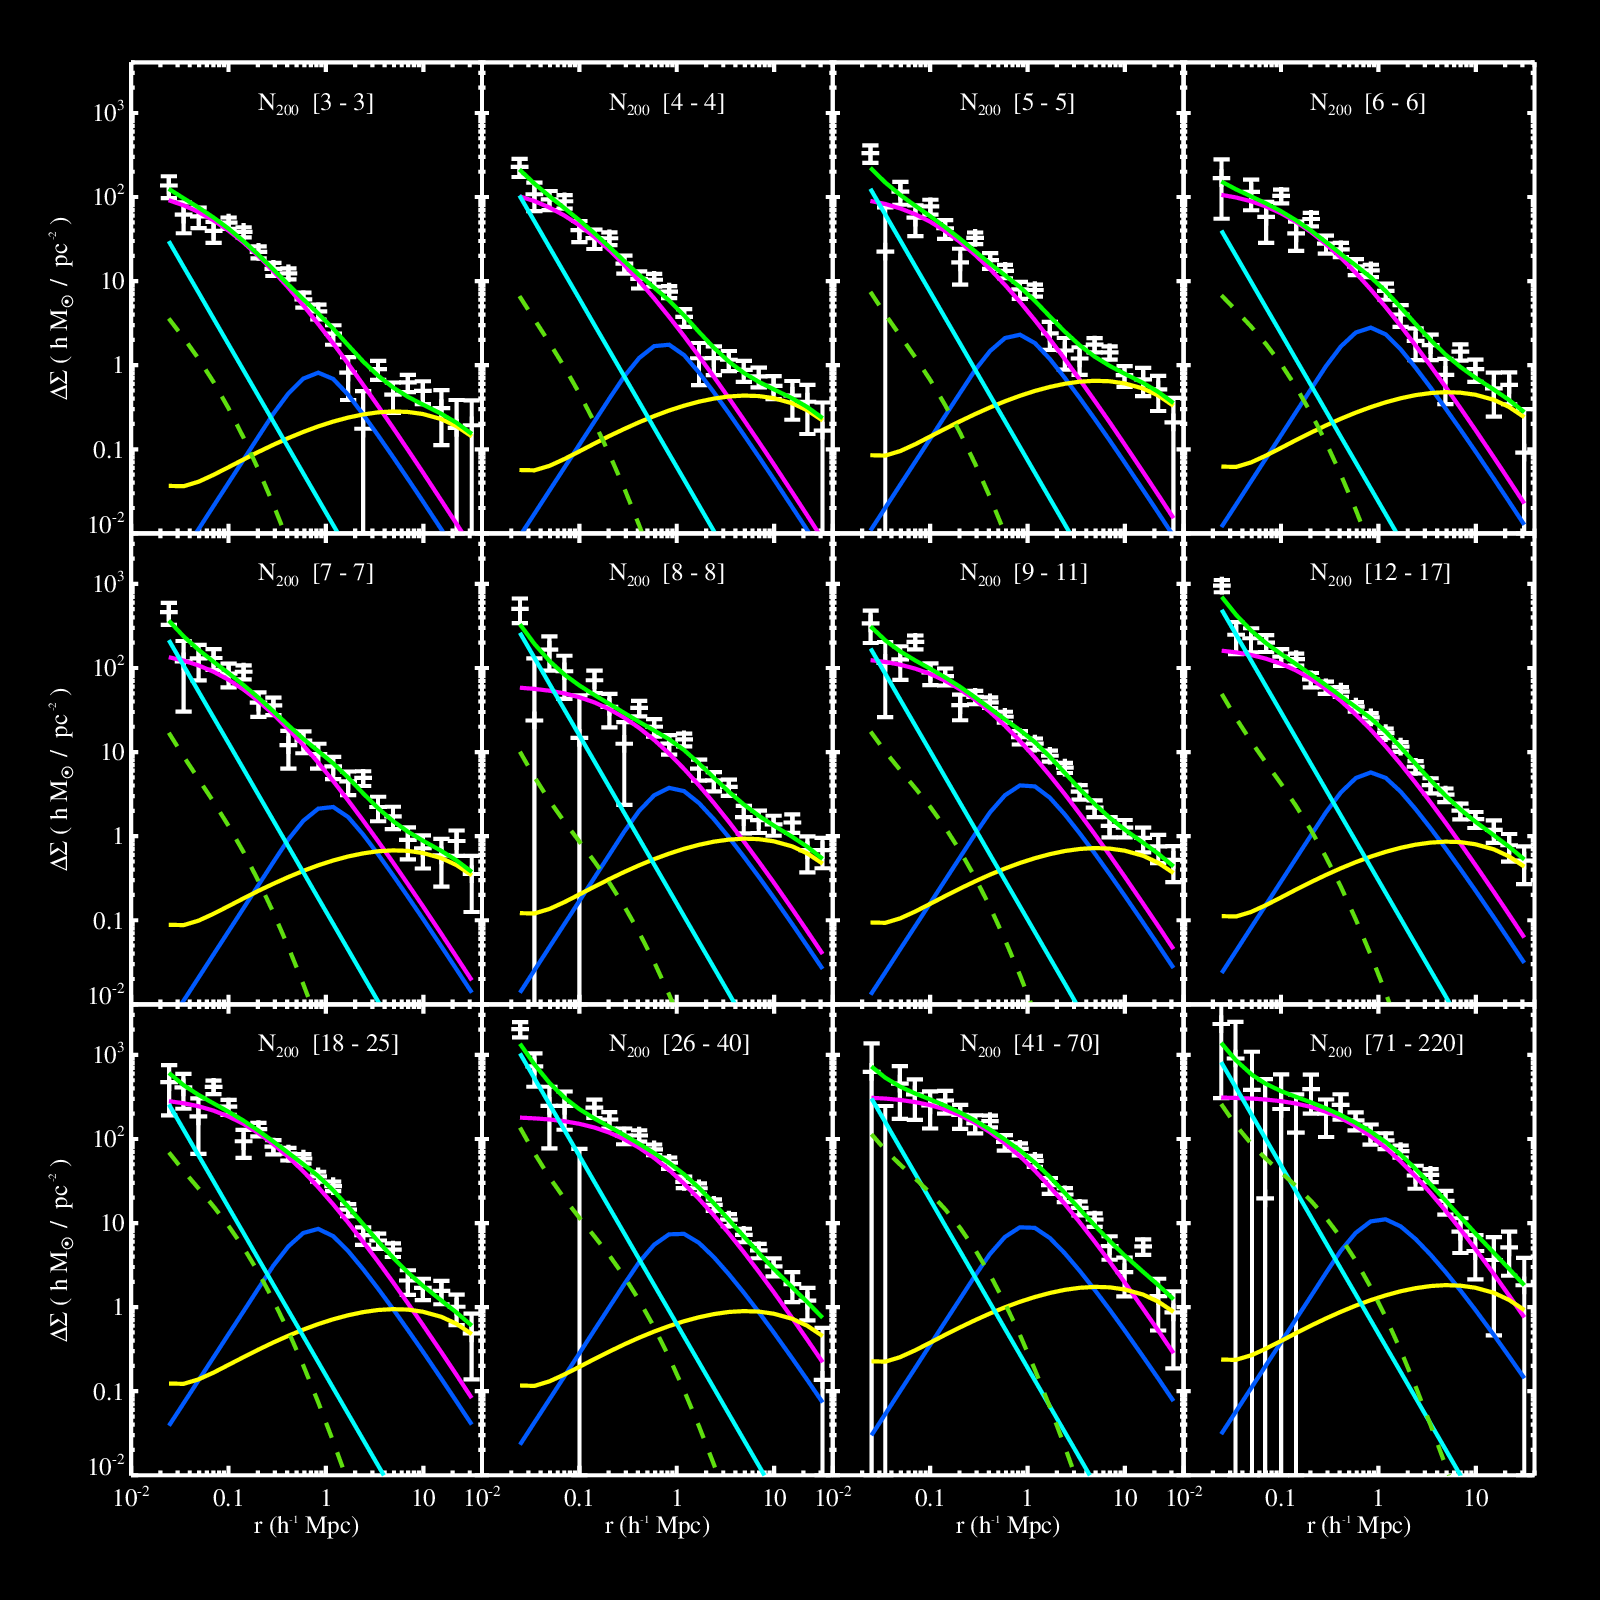 N₂₀₀ [3 - 3] N₂₀₀ [4 - 4] N₂₀₀ [5 - 5] N₂₀₀ [6 - 6]
10³
10²
10
1
0.1
10⁻²
ΔΣ ( h M☉ / pc⁻² )
N₂₀₀ [7 - 7] N₂₀₀ [8 - 8] N₂₀₀ [9 - 11] N₂₀₀ [12 - 17]
10³
10²
10
1
0.1
10⁻²
ΔΣ ( h M☉ / pc⁻² )
N₂₀₀ [18 - 25] N₂₀₀ [26 - 40] N₂₀₀ [41 - 70] N₂₀₀ [71 - 220]
10³
10²
10
1
0.1
10⁻²
ΔΣ ( h M☉ / pc⁻² )
10⁻² 0.1 1 10 10⁻² 0.1 1 10 10⁻² 0.1 1 10 10⁻² 0.1 1 10
r (h⁻¹ Mpc) r (h⁻¹ Mpc) r (h⁻¹ Mpc) r (h⁻¹ Mpc)